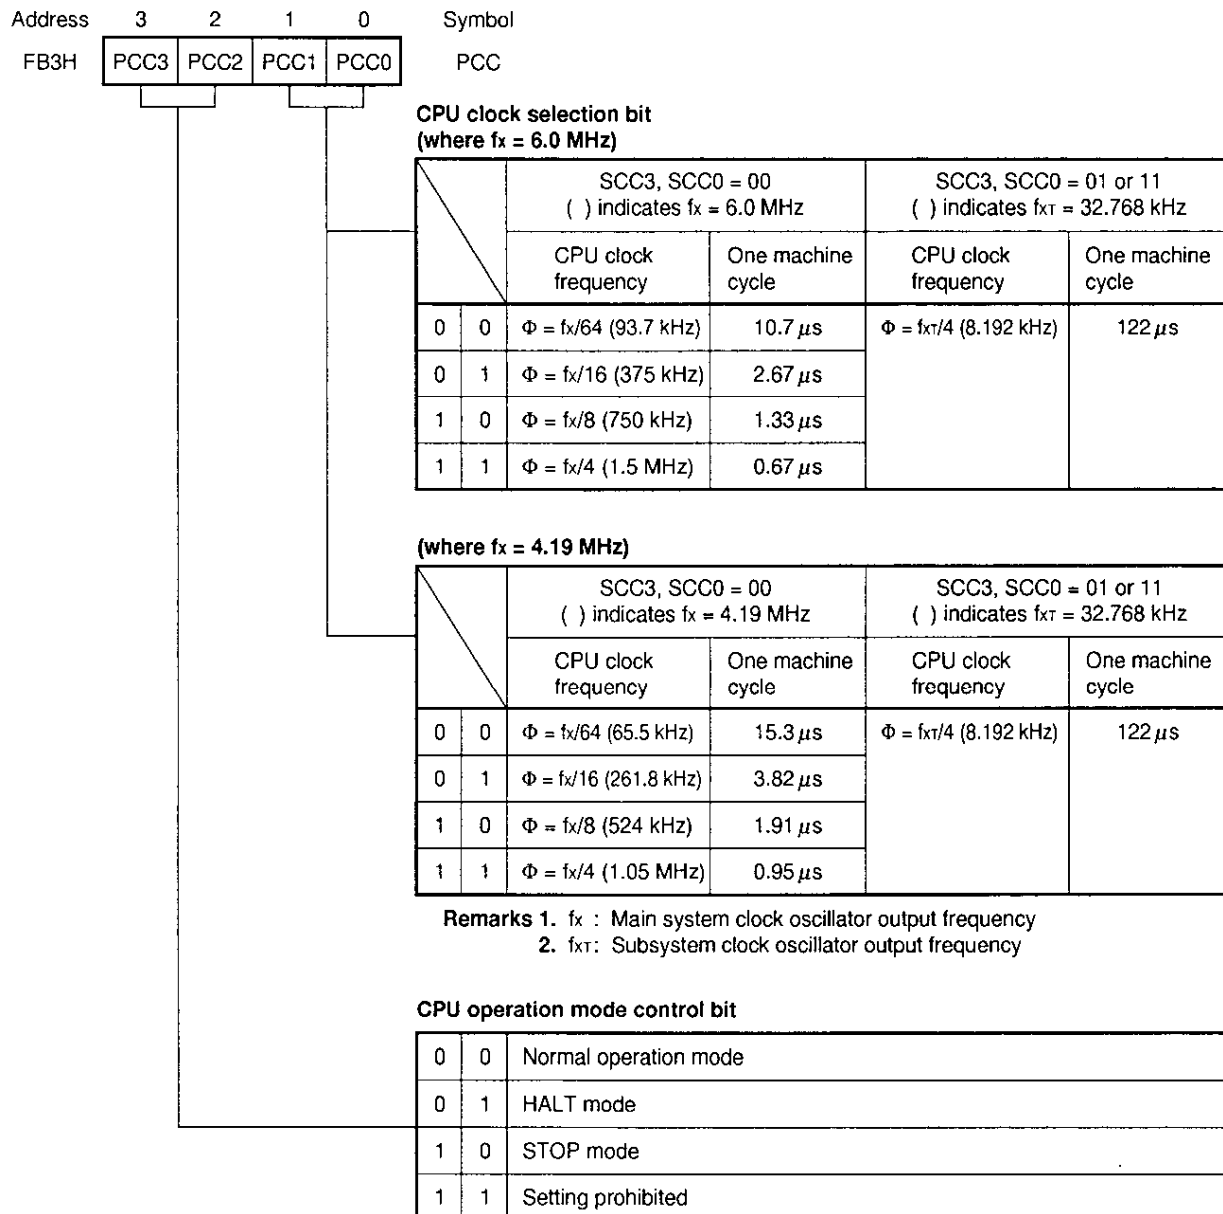 Address 3 2 1 0 Symbol
FB3H PCC3 PCC2 PCC1 PCC0 PCC
CPU clock selection bit
(where fx = 6.0 MHz)
SCC3, SCC0 = 00 SCC3, SCC0 = 01 or 11
( ) indicates fx = 6.0 MHz ( ) indicates fXT = 32.768 kHz
CPU clock One machine CPU clock One machine
frequency cycle frequency cycle
0 0 Φ = fx/64 (93.7 kHz) 10.7 μs Φ = fXT/4 (8.192 kHz) 122 μs
0 1 Φ = fx/16 (375 kHz) 2.67 μs
1 0 Φ = fx/8 (750 kHz) 1.33 μs
1 1 Φ = fx/4 (1.5 MHz) 0.67 μs
(where fx = 4.19 MHz)
SCC3, SCC0 = 00 SCC3, SCC0 = 01 or 11
( ) indicates fx = 4.19 MHz ( ) indicates fXT = 32.768 kHz
CPU clock One machine CPU clock One machine
frequency cycle frequency cycle
0 0 Φ = fx/64 (65.5 kHz) 15.3 μs Φ = fXT/4 (8.192 kHz) 122 μs
0 1 Φ = fx/16 (261.8 kHz) 3.82 μs
1 0 Φ = fx/8 (524 kHz) 1.91 μs
1 1 Φ = fx/4 (1.05 MHz) 0.95 μs
Remarks 1. fx : Main system clock oscillator output frequency
2. fXT: Subsystem clock oscillator output frequency
CPU operation mode control bit
0 0 Normal operation mode
0 1 HALT mode
1 0 STOP mode
1 1 Setting prohibited